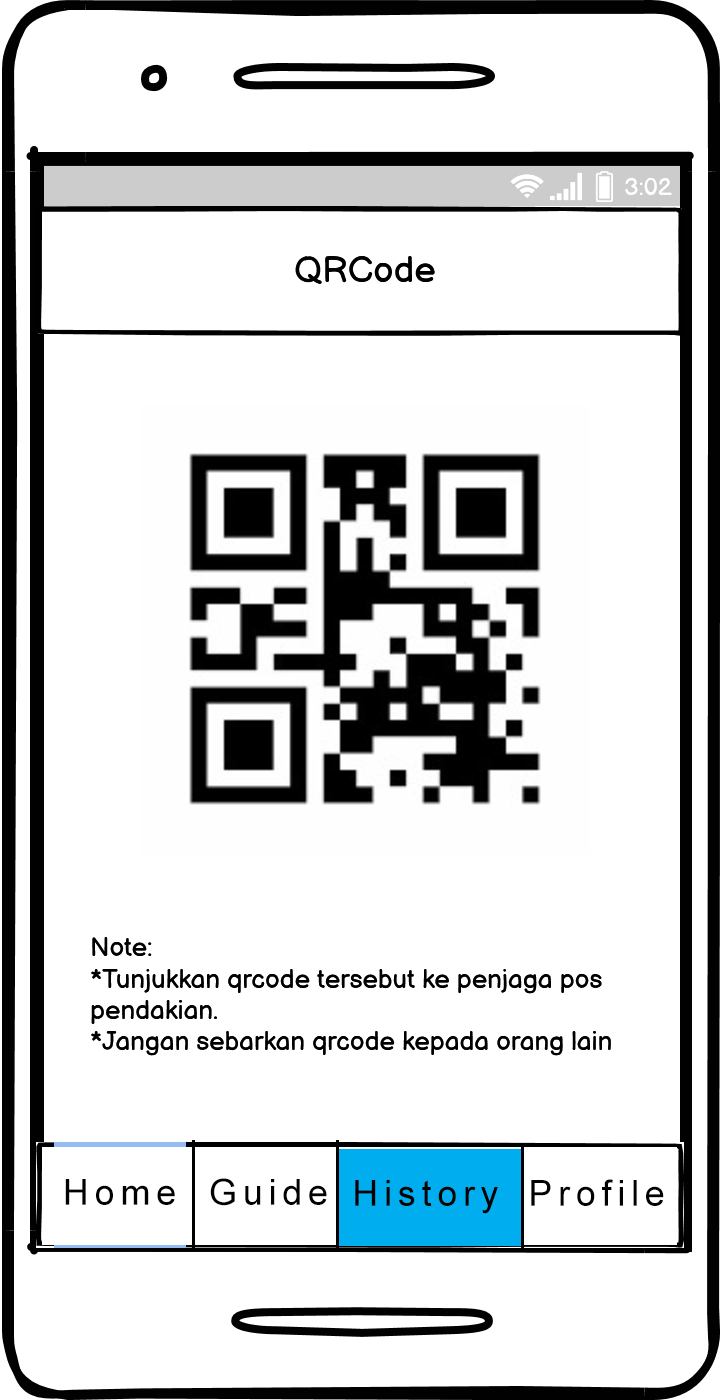 3:02
QRCode
Note:
*Tunjukkan qrcode tersebut ke penjaga pos
pendakian.
*Jangan sebarkan qrcode kepada orang lain
Home Guide History Profile